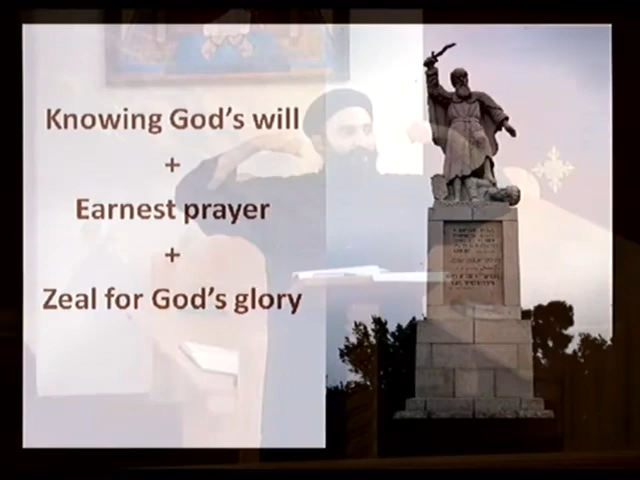 Knowing God's will
+
Earnest prayer
+
Zeal for God's glory